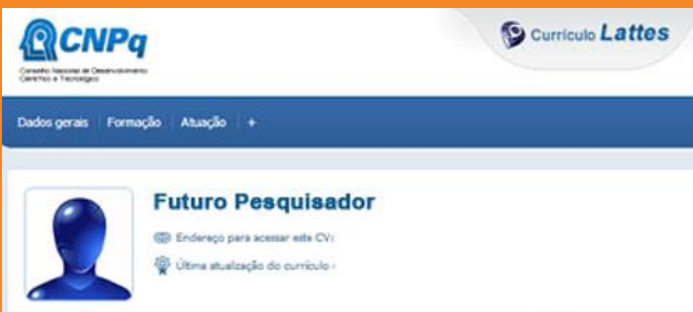 CNPq
Conselho Nacional de Desenvolvimento
Científico e Tecnológico
Currículo Lattes
Dados gerais Formação Atuação +
Futuro Pesquisador
Endereço para acessar este CV:
Última atualização do currículo